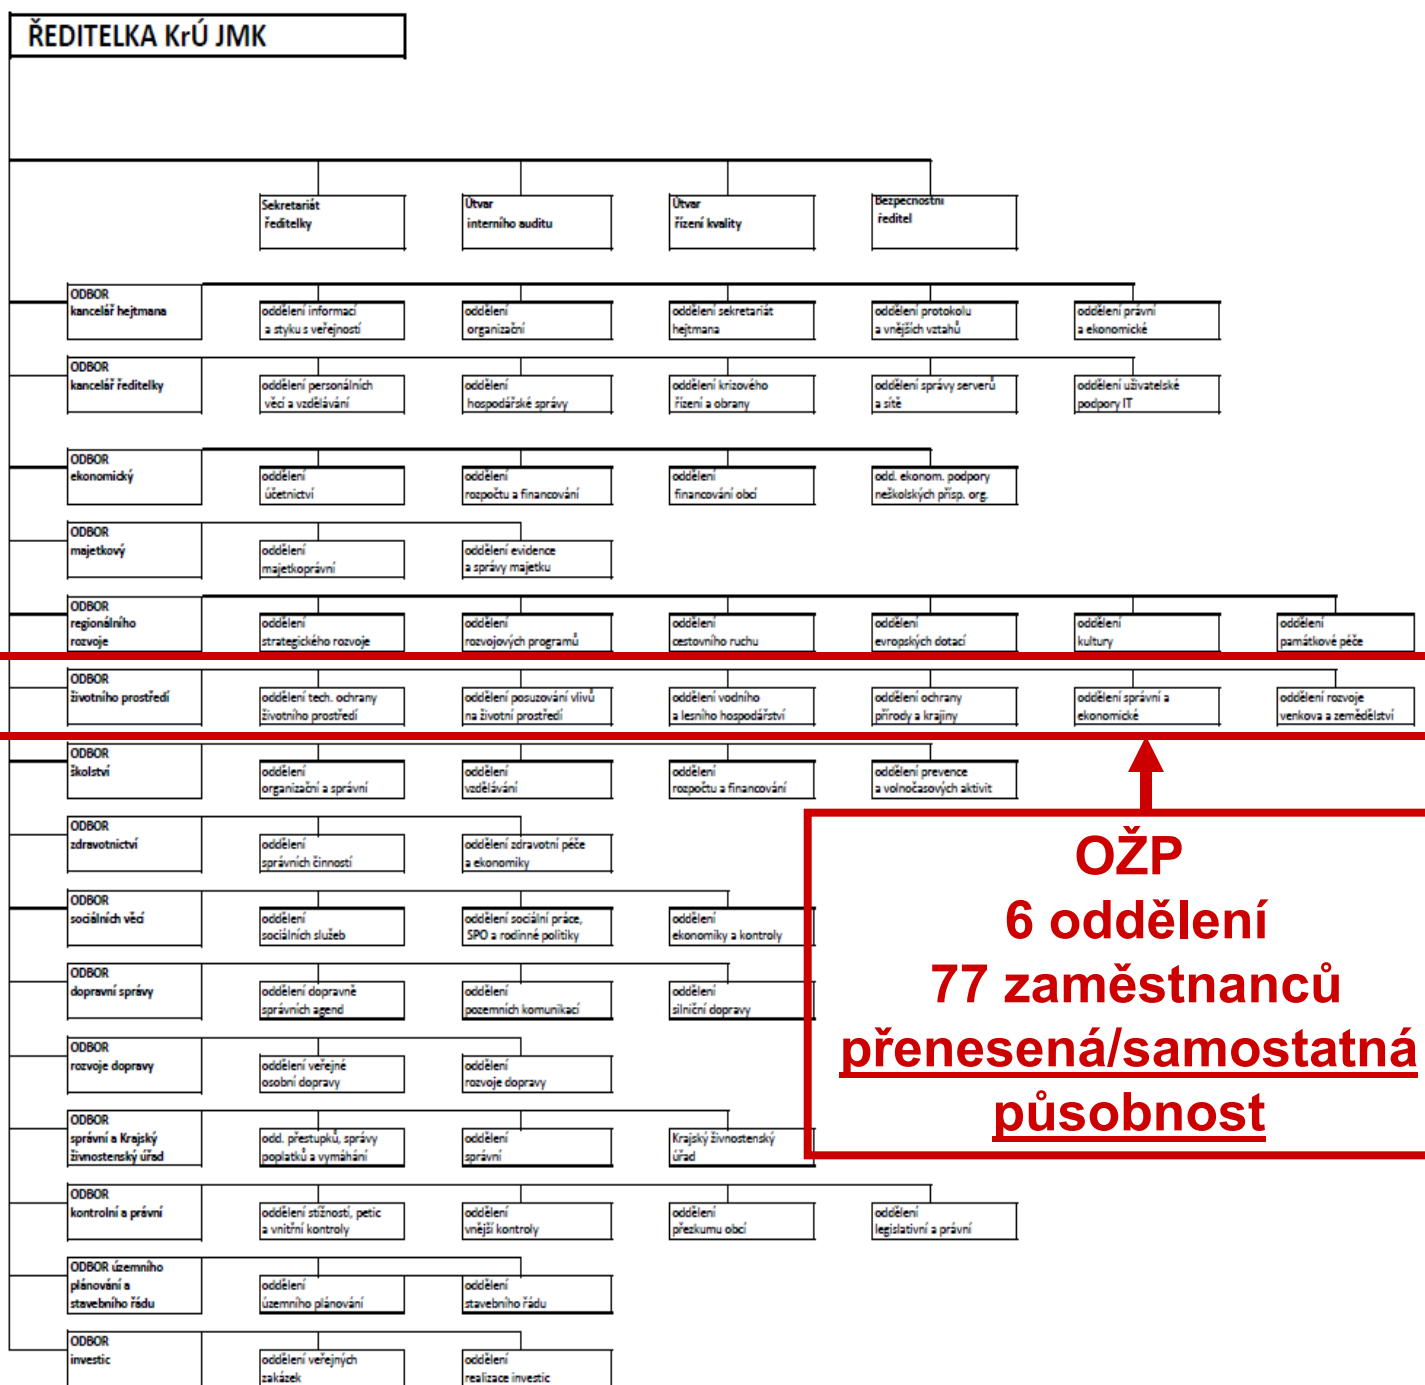 ŘEDITELKA KrÚ JMK
Sekretariát
ředitelky
Útvar
interního auditu
Útvar
řízení kvality
Bezpečnostní
ředitel
ODBOR
kancelář hejtmana
oddělení informací
a styku s veřejností
oddělení
organizační
oddělení sekretariát
hejtmana
oddělení protokolu
a vnějších vztahů
oddělení právní
a ekonomické
ODBOR
kancelář ředitelky
oddělení personálních
věcí a vzdělávání
oddělení
hospodářské správy
oddělení krizového
řízení a obrany
oddělení správy serverů
a sítě
oddělení uživatelské
podpory IT
ODBOR
ekonomický
oddělení
účetnictví
oddělení
rozpočtu a financování
oddělení
financování obcí
odd. ekonom. podpory
neškolských přísp. org.
ODBOR
majetkový
oddělení
majetkoprávní
oddělení evidence
a správy majetku
ODBOR
regionálního
rozvoje
oddělení
strategického rozvoje
oddělení
rozvojových programů
oddělení
cestovního ruchu
oddělení
evropských dotací
oddělení
kultury
oddělení
památkové péče
ODBOR
životního prostředí
oddělení tech. ochrany
životního prostředí
oddělení posuzování vlivů
na životní prostředí
oddělení vodního
a lesního hospodářství
oddělení ochrany
přírody a krajiny
oddělení správní a
ekonomické
oddělení rozvoje
venkova a zemědělství
ODBOR
školství
oddělení
organizační a správní
oddělení
vzdělávání
oddělení
rozpočtu a financování
oddělení prevence
a volnočasových aktivit
OŽP
6 oddělení
77 zaměstnanců
přenesená/samostatná
působnost
ODBOR
zdravotnictví
oddělení
správních činností
oddělení zdravotní péče
a ekonomiky
ODBOR
sociálních věcí
oddělení
sociálních služeb
oddělení sociální práce,
SPO a rodinné politiky
oddělení
ekonomiky a kontroly
ODBOR
dopravní správy
oddělení dopravně
správních agend
oddělení
pozemních komunikací
oddělení
silniční dopravy
ODBOR
rozvoje dopravy
oddělení veřejné
osobní dopravy
oddělení
rozvoje dopravy
ODBOR
správní a Krajský
živnostenský úřad
odd. přestupků, správy
poplatků a vymáhání
oddělení
správní
Krajský živnostenský
úřad
ODBOR
kontrolní a právní
oddělení stížností, petic
a vnitřní kontroly
oddělení
vnější kontroly
oddělení
přezkumu obcí
oddělení
legislativní a právní
ODBOR územního
plánování a
stavebního řádu
oddělení
územního plánování
oddělení
stavebního řádu
ODBOR
investic
oddělení veřejných
zakázek
oddělení
realizace investic